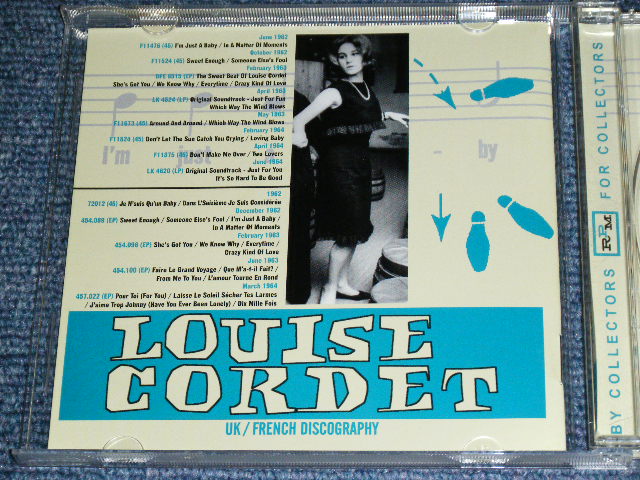 June 1962
F11476 (45) I'm Just A Baby / In A Matter Of Moments
October 1962
F11524 (45) Sweet Enough / Someone Else's Fool
February 1963
DFE 8515 (EP) The Sweet Beat Of Louise Cordet
She's Got You / We Know Why / Everytime / Crazy Kind Of Love
April 1963
LK 4524 (LP) Original Soundtrack - Just For Fun
Which Way The Wind Blows
May 1963
F11673 (45) Around And Around / Which Way The Wind Blows
February 1964
F11824 (45) Don't Let The Sun Catch You Crying / Loving Baby
April 1964
F11875 (45) Don't Make Me Over / Two Lovers
June 1964
LK 4620 (LP) Original Soundtrack - Just For You
It's So Hard To Be Good
1962
72012 (45) Je N'suis Qu'un Baby / Dans L'Seizième Je Suis Considérée
December 1962
454.088 (EP) Sweet Enough / Someone Else's Fool / I'm Just A Baby /
In A Matter Of Moments
February 1963
454.096 (EP) She's Got You / We Know Why / Everytime /
Crazy Kind Of Love
June 1963
454.100 (EP) Faire Le Grand Voyage / Que M'a-t-il Fait? /
From Me To You / L'amour Tourne En Rond
March 1964
457.022 (EP) Pour Toi (For You) / Laisse Le Soleil Sécher Tes Larmes
/ J'aime Trop Johnny (Have You Ever Been Lonely) / Dix Mille Fois
I'm just - by
LOUISE
CORDET
UK / FRENCH DISCOGRAPHY
BY COLLECTORS RPM FOR COLLECTORS